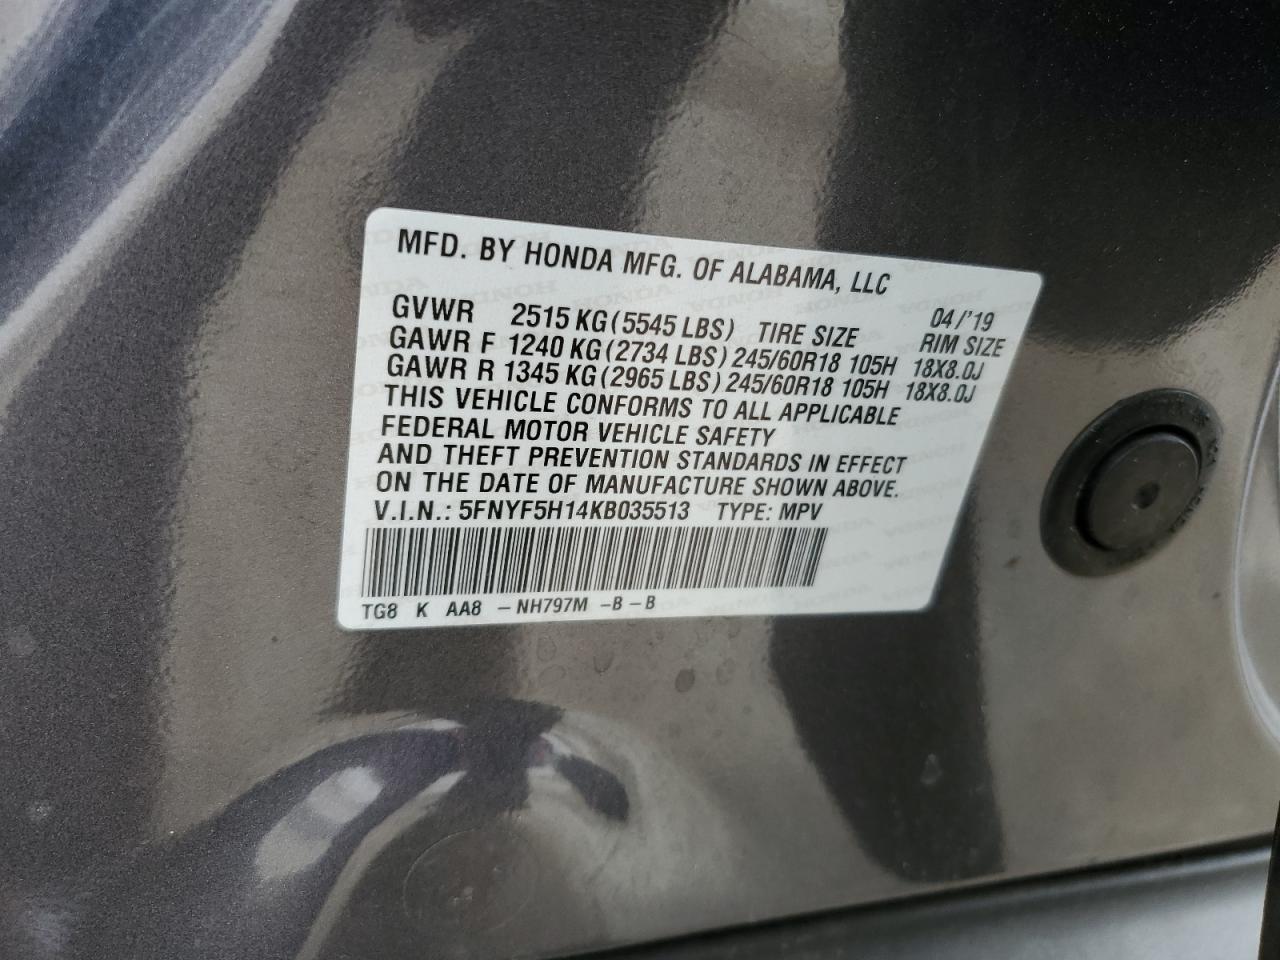 MFD. BY HONDA MFG. OF ALABAMA, LLC
04/'19
GVWR 2515 KG (5545 LBS) TIRE SIZE RIM SIZE
GAWR F 1240 KG (2734 LBS) 245/60R18 105H 18X8.0J
GAWR R 1345 KG (2965 LBS) 245/60R18 105H 18X8.0J
THIS VEHICLE CONFORMS TO ALL APPLICABLE
FEDERAL MOTOR VEHICLE SAFETY
AND THEFT PREVENTION STANDARDS IN EFFECT
ON THE DATE OF MANUFACTURE SHOWN ABOVE.
V.I.N.: 5FNYF5H14KB035513 TYPE: MPV
TG8 K AA8 -NH797M -B-B